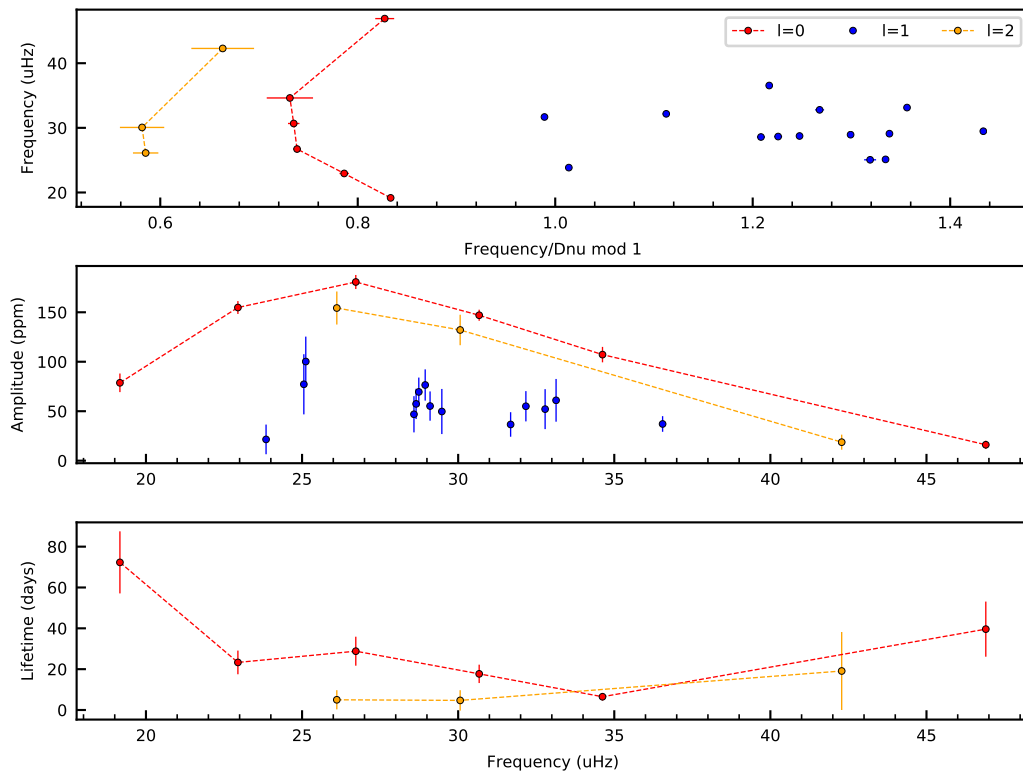 l=0 l=1 l=2
Frequency (uHz)
40
30
20
0.6 0.8 1.0 1.2 1.4
Frequency/Dnu mod 1
Amplitude (ppm)
150
100
50
0
20 25 30 35 40 45
Lifetime (days)
80
60
40
20
0
20 25 30 35 40 45
Frequency (uHz)